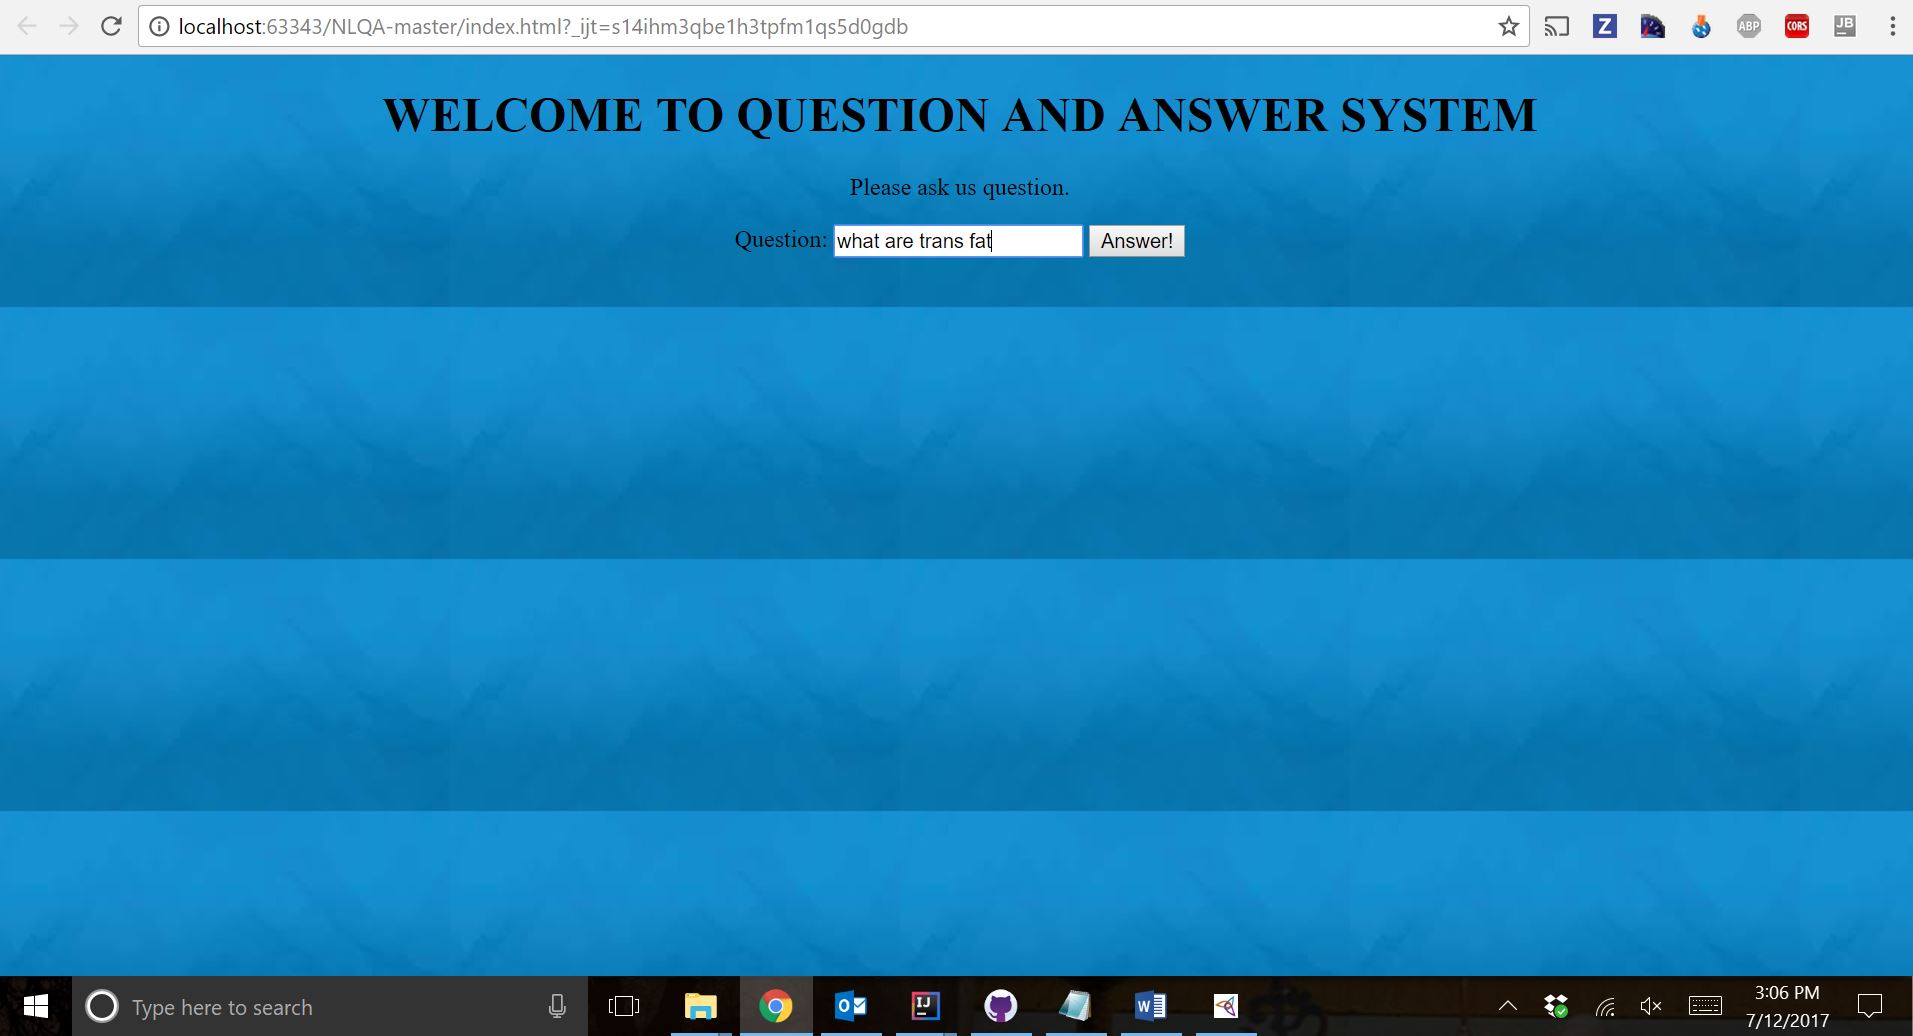 localhost:63343/NLQA-master/index.html?_ijt=s14ihm3qbe1h3tpfm1qs5d0gdb
Z
ABP
CORS
JB
WELCOME TO QUESTION AND ANSWER SYSTEM
Please ask us question.
Question: what are trans fat Answer!
Type here to search
O
IJ
W
3:06 PM
7/12/2017